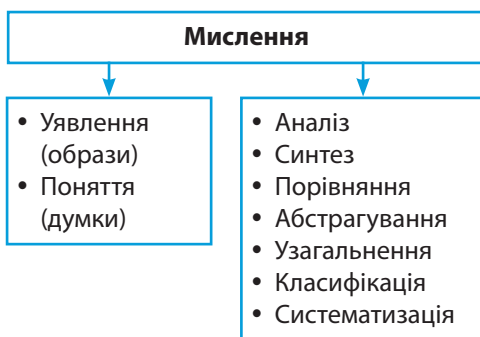 Мислення
• Уявлення
(образи)
• Поняття
(думки)
• Аналіз
• Синтез
• Порівняння
• Абстрагування
• Узагальнення
• Класифікація
• Систематизація